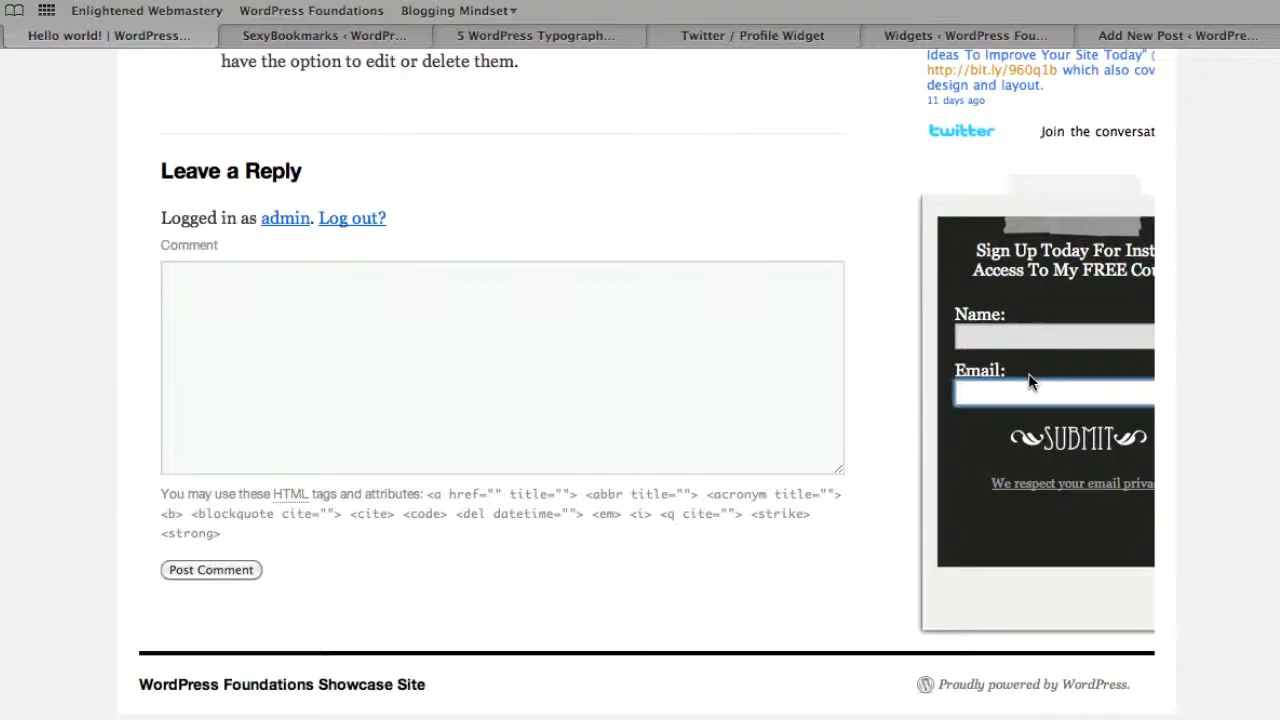 Enlightened Webmastery WordPress Foundations Blogging Mindset▾
Hello world! | WordPress... SexyBookmarks ‹ WordPr... 5 WordPress Typograph... Twitter / Profile Widget Widgets ‹ WordPress Fou... Add New Post ‹ WordPre...
have the option to edit or delete them.
Leave a Reply
Logged in as admin. Log out?
Comment
You may use these HTML tags and attributes: <a href="" title=""> <abbr title=""> <acronym title="">
<b> <blockquote cite=""> <cite> <code> <del datetime=""> <em> <i> <q cite=""> <strike>
<strong>
Post Comment
Ideas To Improve Your Site Today" (
http://bit.ly/960q1b which also cov
design and layout.
11 days ago
twitter Join the conversat
Sign Up Today For Inst
Access To My FREE Cou
Name:
Email:
SUBMIT
We respect your email priva
WordPress Foundations Showcase Site
Proudly powered by WordPress.